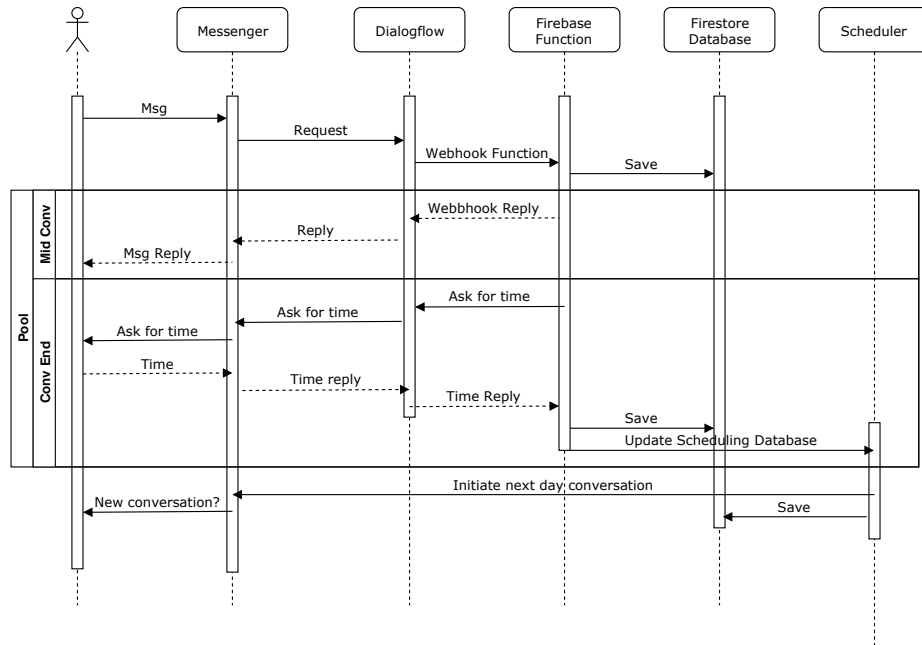 Messenger
Dialogflow
Firebase
Function
Firestore
Database
Scheduler
Msg
Request
Webhook Function
Save
Pool
Mid Conv
Webbhook Reply
Reply
Msg Reply
Conv End
Ask for time
Ask for time
Ask for time
Time
Time reply
Time Reply
Save
Update Scheduling Database
Initiate next day conversation
New conversation?
Save